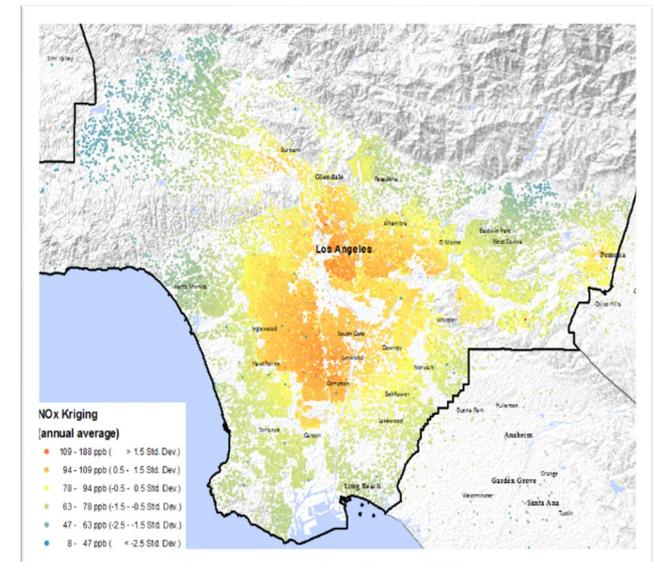 Simi Valley
Burbank
Glendale
Pasadena
Alhambra
Los Angeles
El Monte
Baldwin Park
West Covina
Pomona
Santa Monica
Chino Hills
Whittier
Inglewood
South Gate
Downey
Hawthorne
Lynwood
Norwalk
Compton
Bellflower
Buena Park
Fullerton
Lakewood
Torrance
Carson
Anaheim
Long Beach
Garden Grove
Orange
Westminster
Santa Ana
Tustin
NOx Kriging
(annual average)
109 - 188 ppb ( > 1.5 Std. Dev.)
94 - 109 ppb ( 0.5 - 1.5 Std. Dev.)
78 - 94 ppb (-0.5 - 0.5 Std. Dev.)
63 - 78 ppb (-1.5 - -0.5 Std. Dev.)
47 - 63 ppb (-2.5 - -1.5 Std. Dev.)
8 - 47 ppb ( < -2.5 Std. Dev.)